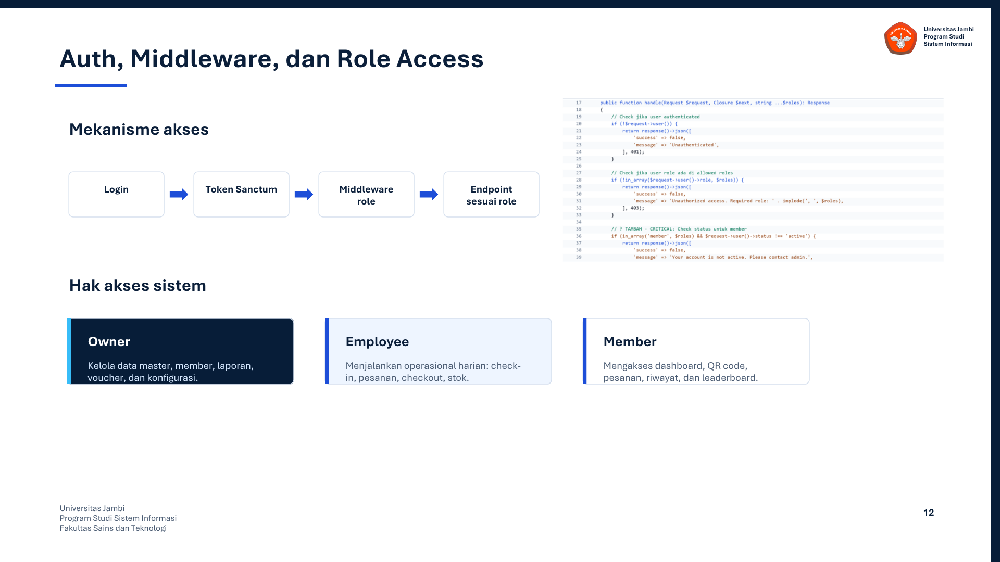 Universitas Jambi
Program Studi
Sistem Informasi
Auth, Middleware, dan Role Access
Mekanisme akses
Login
Token Sanctum
Middleware
role
Endpoint
sesuai role
17 public function handle(Request $request, Closure $next, string ...$roles): Response
18 {
19 // Check jika user authenticated
20 if (!$request->user()) {
21 return response()->json([
22 'success' => false,
23 'message' => 'Unauthenticated',
24 ], 401);
25 }
26
27 // Check jika user role ada di allowed roles
28 if (!in_array($request->user()->role, $roles)) {
29 return response()->json([
30 'success' => false,
31 'message' => 'Unauthorized access. Required role: ' . implode(', ', $roles),
32 ], 403);
33 }
34
35 // ? TAMBAH - CRITICAL: Check status untuk member
36 if (in_array('member', $roles) && $request->user()->status !== 'active') {
37 return response()->json([
38 'success' => false,
39 'message' => 'Your account is not active. Please contact admin.',
Hak akses sistem
Owner
Kelola data master, member, laporan,
voucher, dan konfigurasi.
Employee
Menjalankan operasional harian: check-
in, pesanan, checkout, stok.
Member
Mengakses dashboard, QR code,
pesanan, riwayat, dan leaderboard.
Universitas Jambi
Program Studi Sistem Informasi
Fakultas Sains dan Teknologi
12